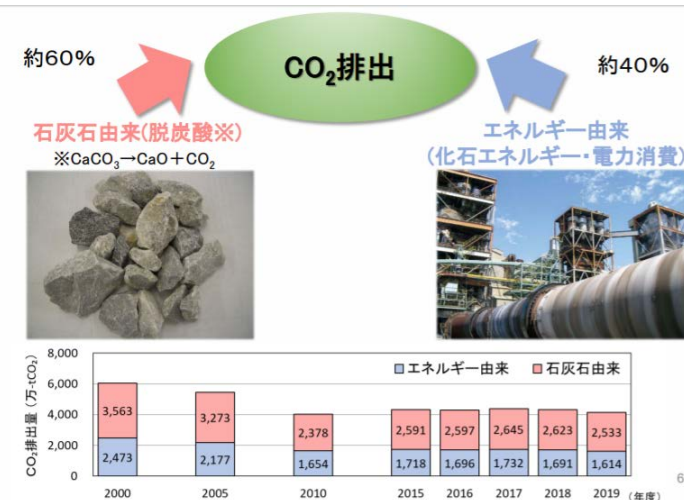 約60%
CO₂排出
約40%
石灰石由来(脱炭酸※)
※CaCO₃→CaO+CO₂
エネルギー由来
(化石エネルギー・電力消費)
CO₂排出量(万-tCO₂)
8,000
6,000
4,000
2,000
0
エネルギー由来 石灰石由来
3,563 3,273 2,378 2,591 2,597 2,645 2,623 2,533
2,473 2,177 1,654 1,718 1,696 1,732 1,691 1,614
2000 2005 2010 2015 2016 2017 2018 2019 (年度)
6